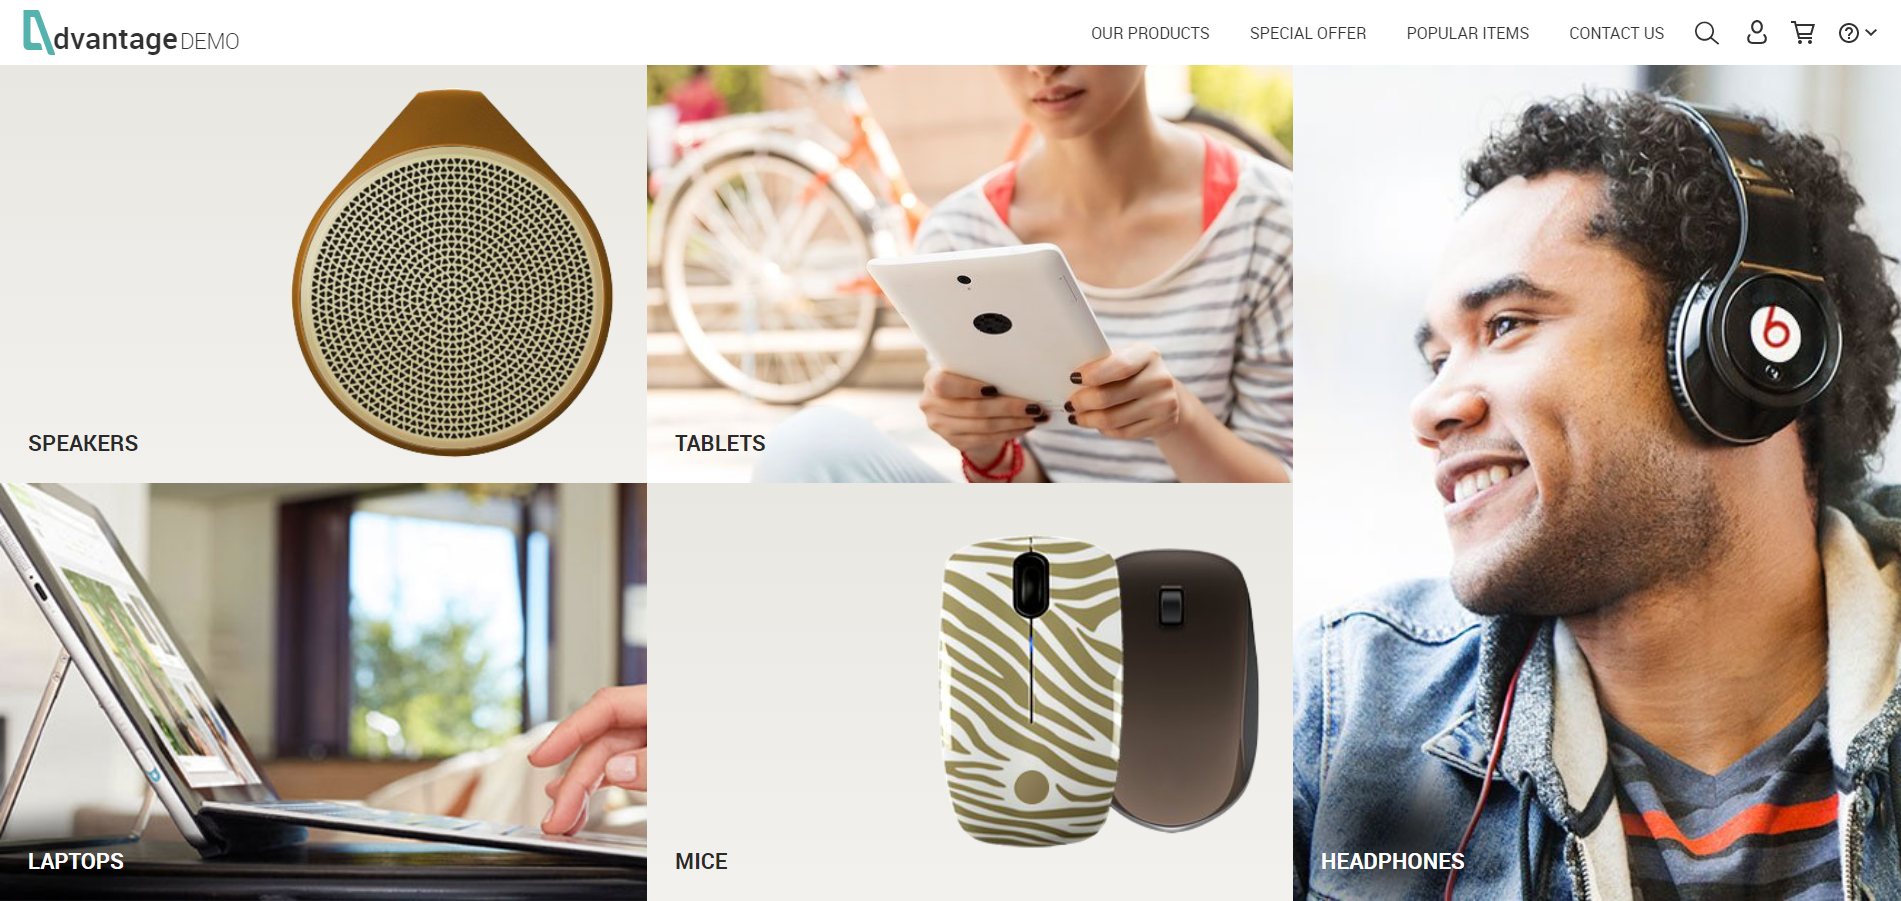 dvantage DEMO
OUR PRODUCTS SPECIAL OFFER POPULAR ITEMS CONTACT US
SPEAKERS
TABLETS
LAPTOPS
MICE
HEADPHONES